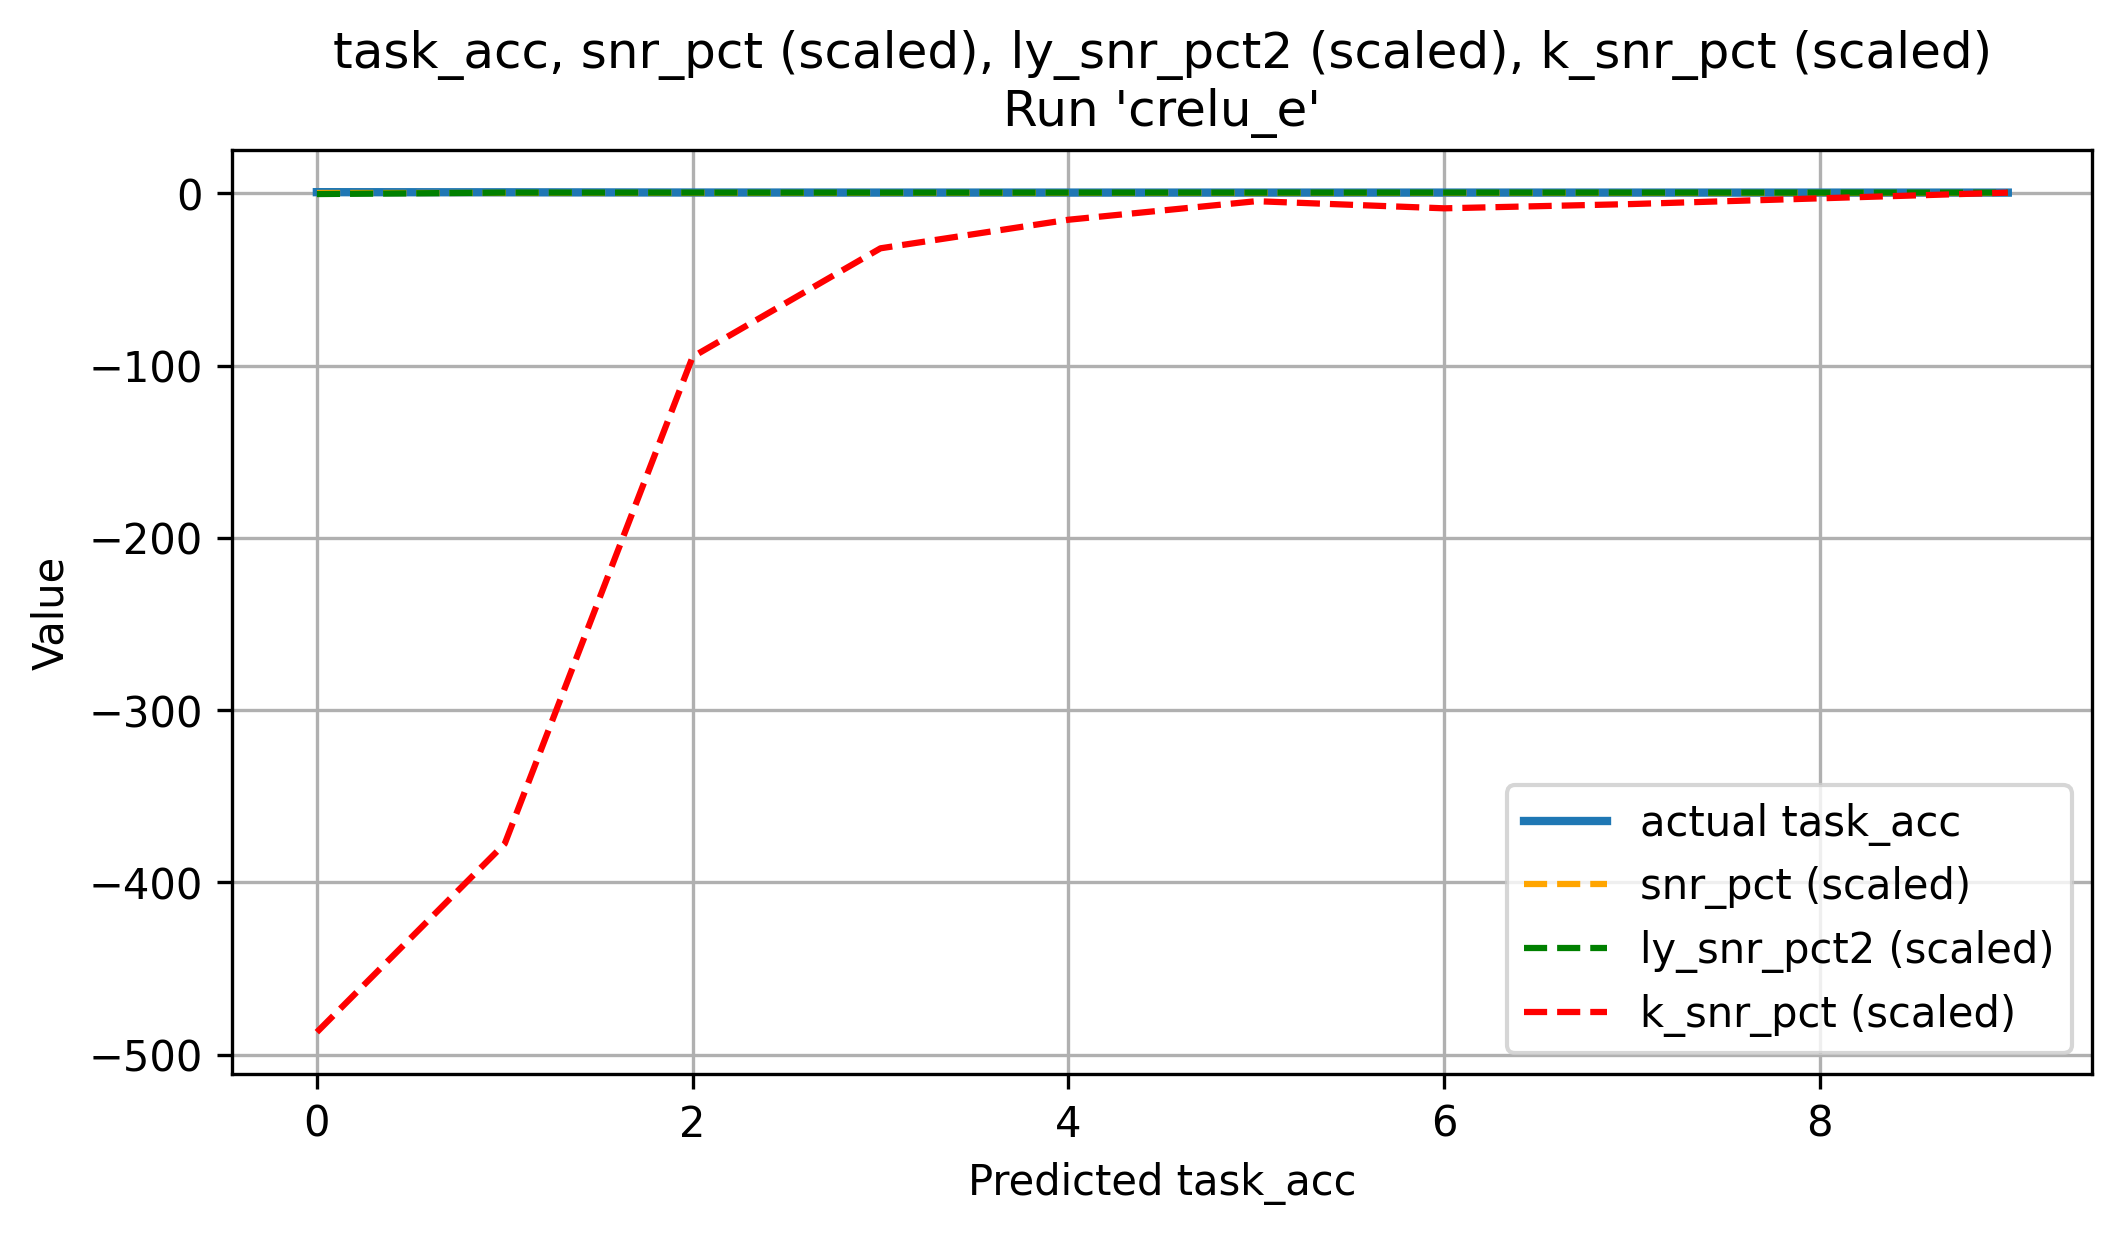 task_acc, snr_pct (scaled), ly_snr_pct2 (scaled), k_snr_pct (scaled)
Run 'crelu_e'
Value
0
−100
−200
−300
−400
−500
actual task_acc
snr_pct (scaled)
ly_snr_pct2 (scaled)
k_snr_pct (scaled)
0 2 4 6 8
Predicted task_acc